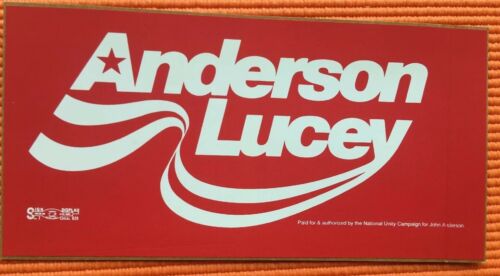 Anderson
Lucey
Paid for & authorized by the National Unity Campaign for John Anderson.